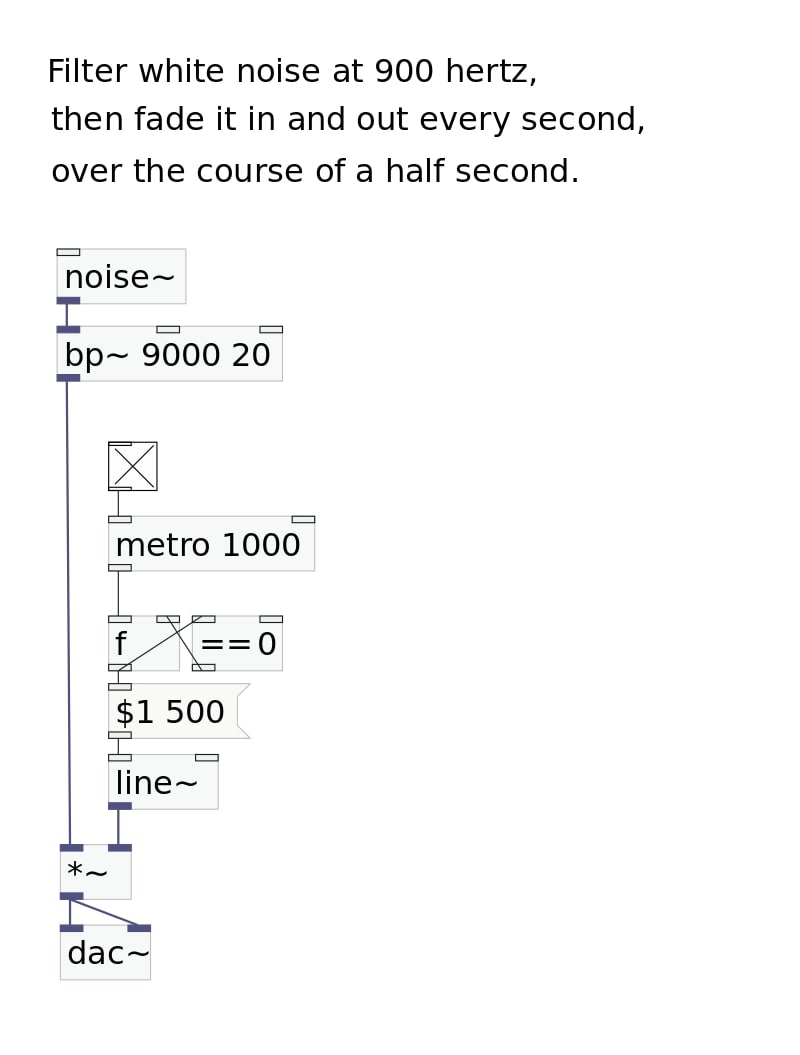 Filter white noise at 900 hertz,
then fade it in and out every second,
over the course of a half second.
noise~
bp~ 9000 20
metro 1000
f
== 0
$1 500
line~
*~
dac~